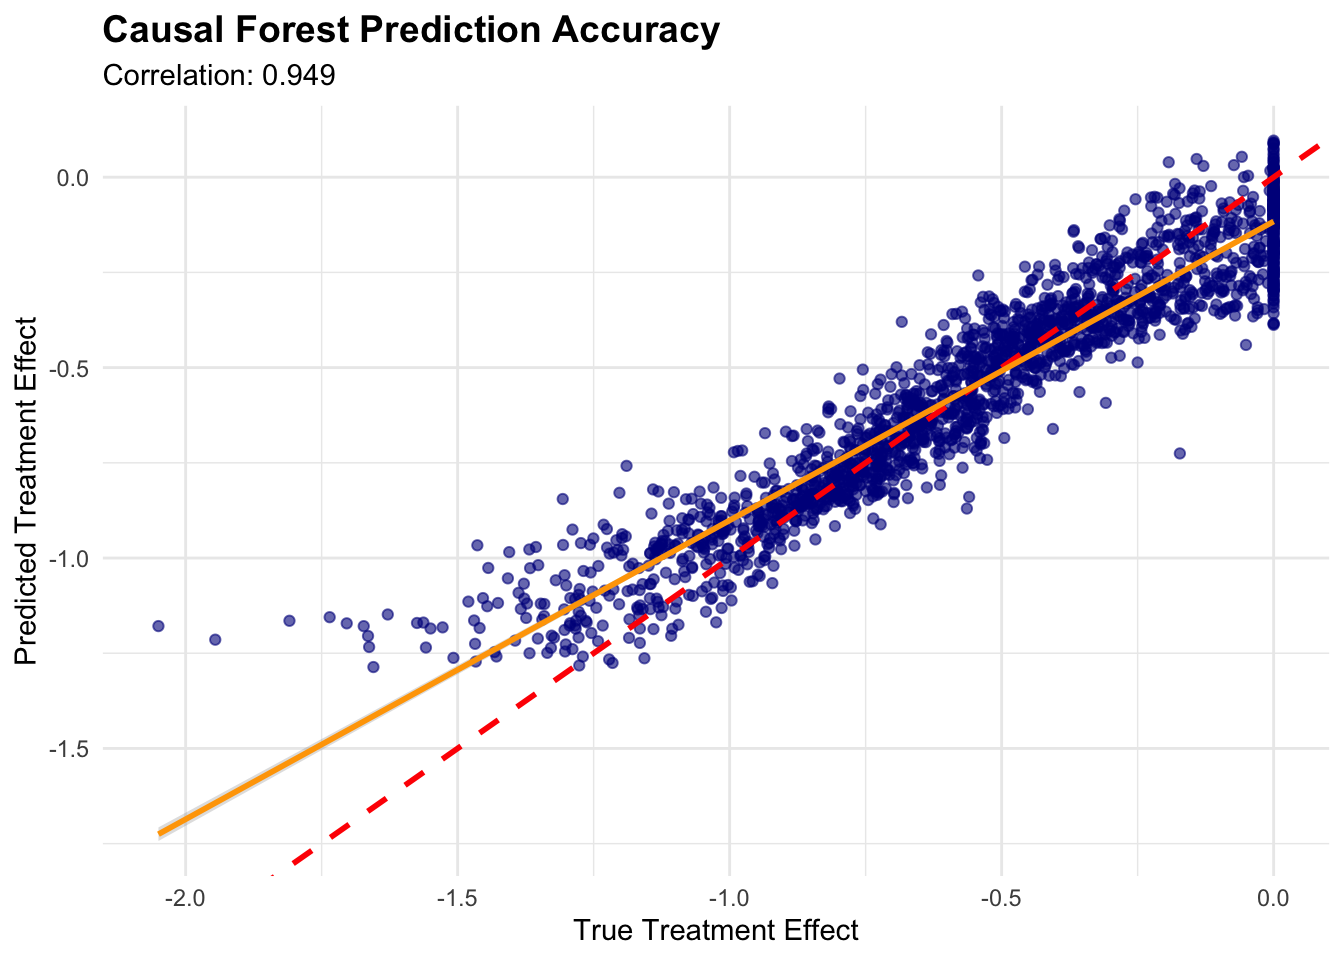 Causal Forest Prediction Accuracy
Correlation: 0.949
Predicted Treatment Effect
0.0
-0.5
-1.0
-1.5
-2.0 -1.5 -1.0 -0.5 0.0
True Treatment Effect